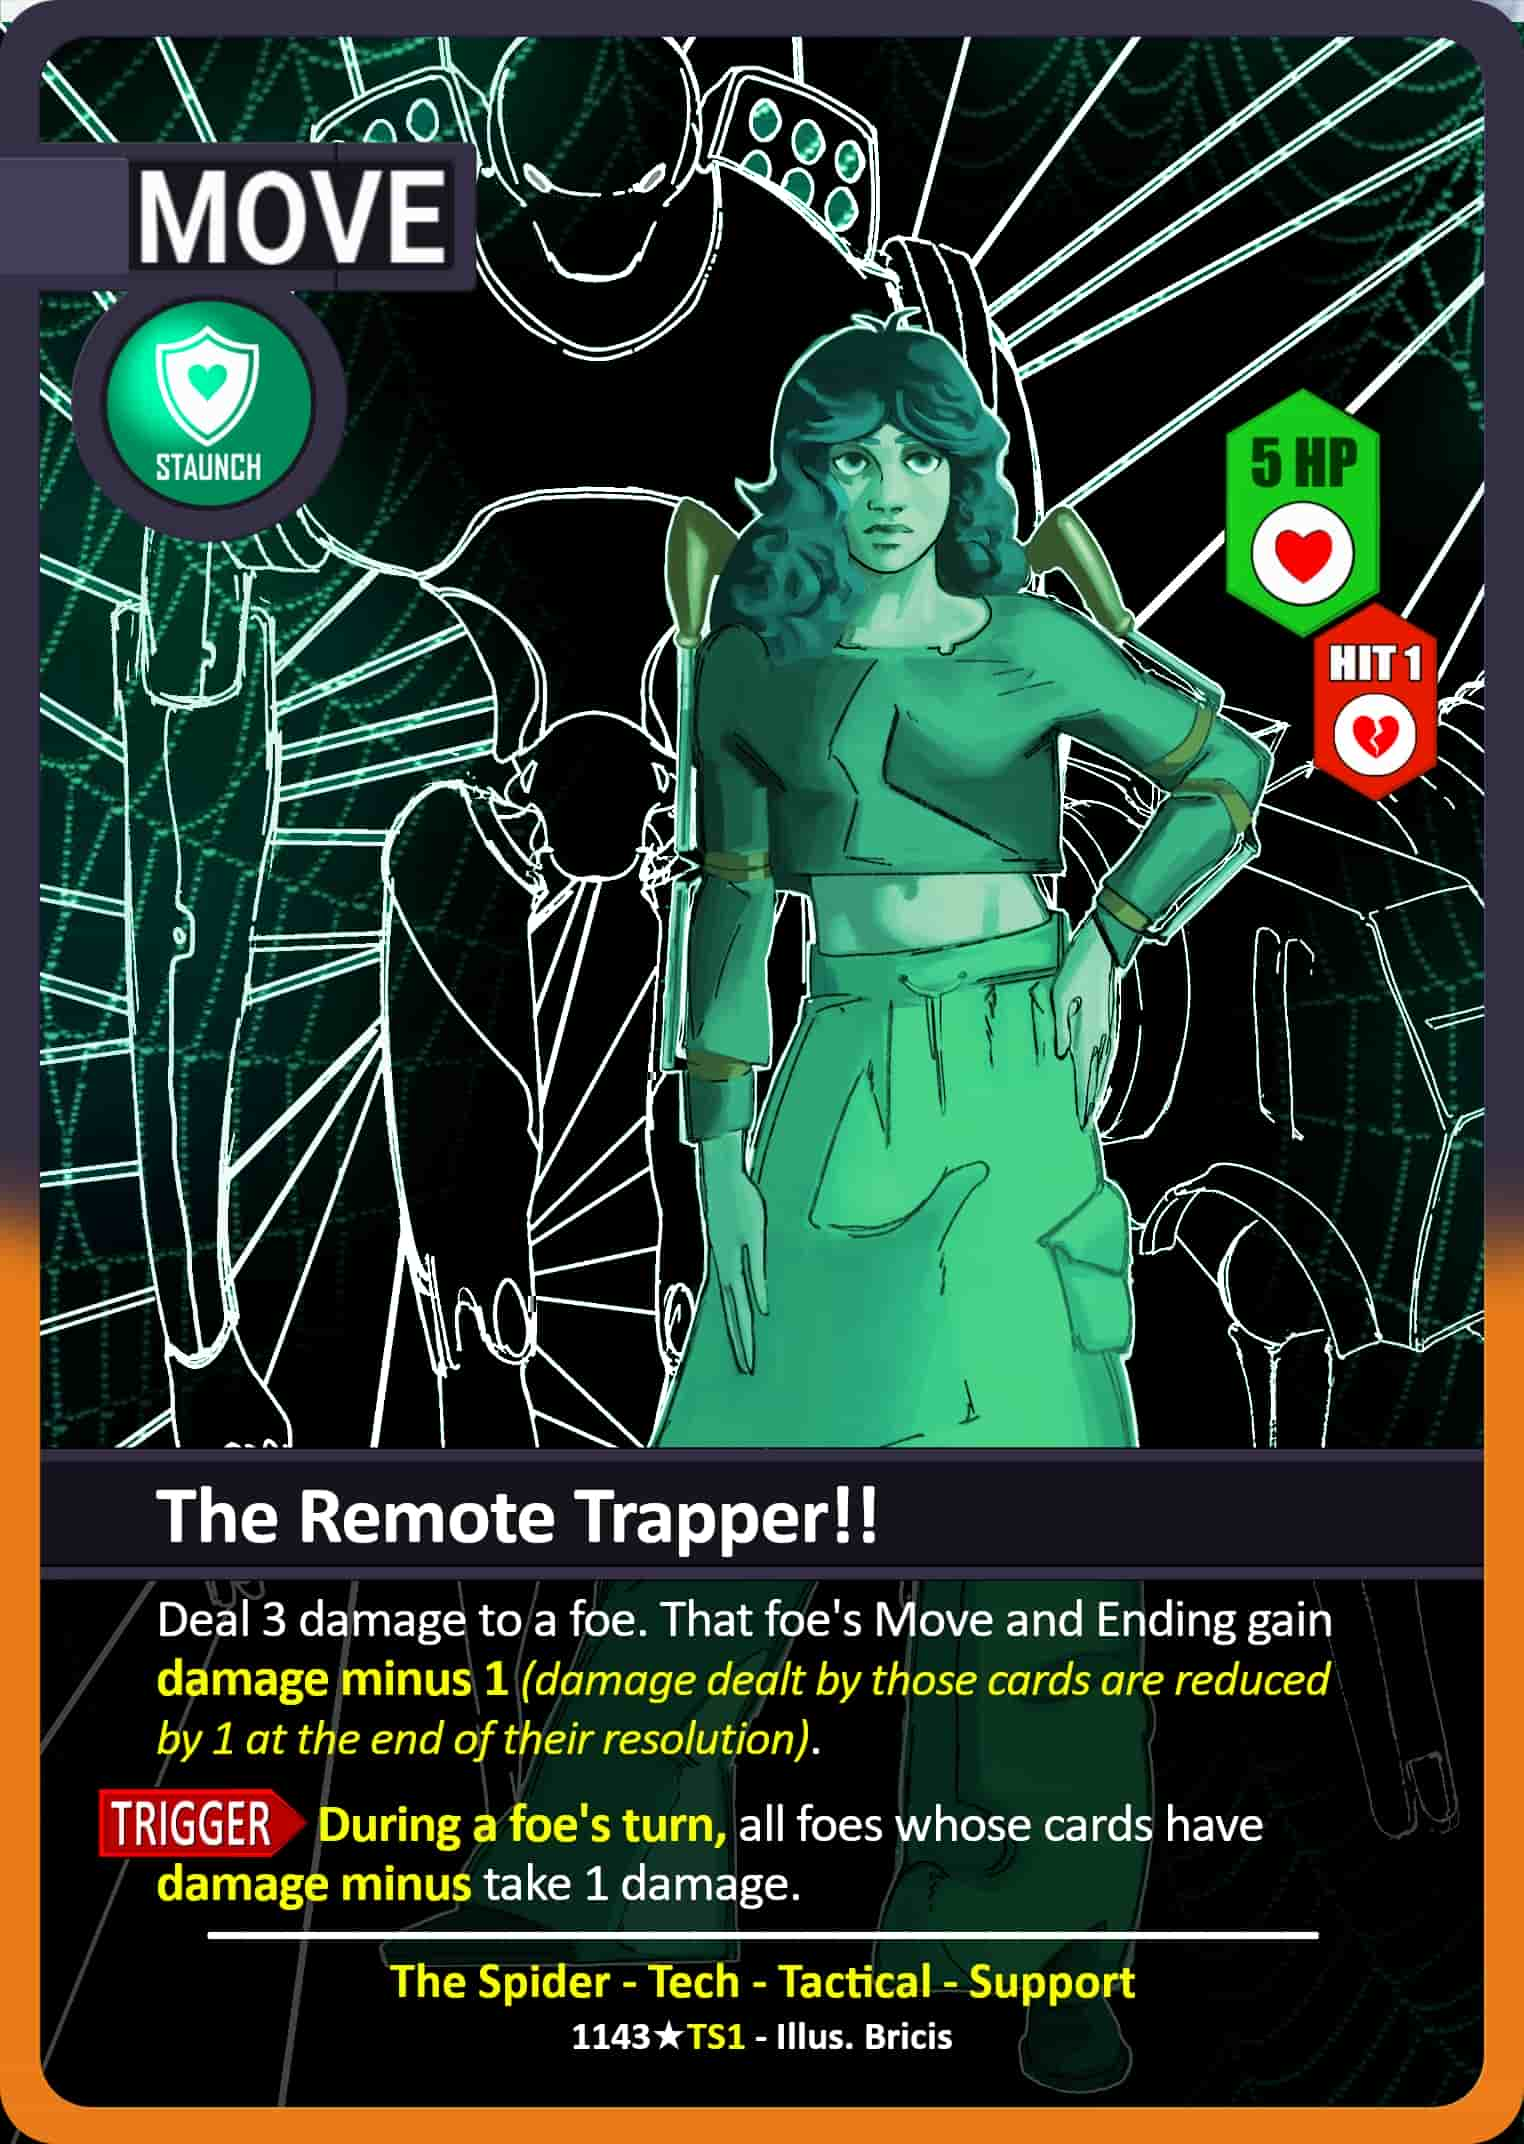 MOVE
STAUNCH
5 HP
HIT 1
The Remote Trapper!!
Deal 3 damage to a foe. That foe's Move and Ending gain
damage minus 1 (damage dealt by those cards are reduced
by 1 at the end of their resolution).
TRIGGER During a foe's turn, all foes whose cards have
damage minus take 1 damage.
The Spider - Tech - Tactical - Support
1143★TS1 - Illus. Bricis